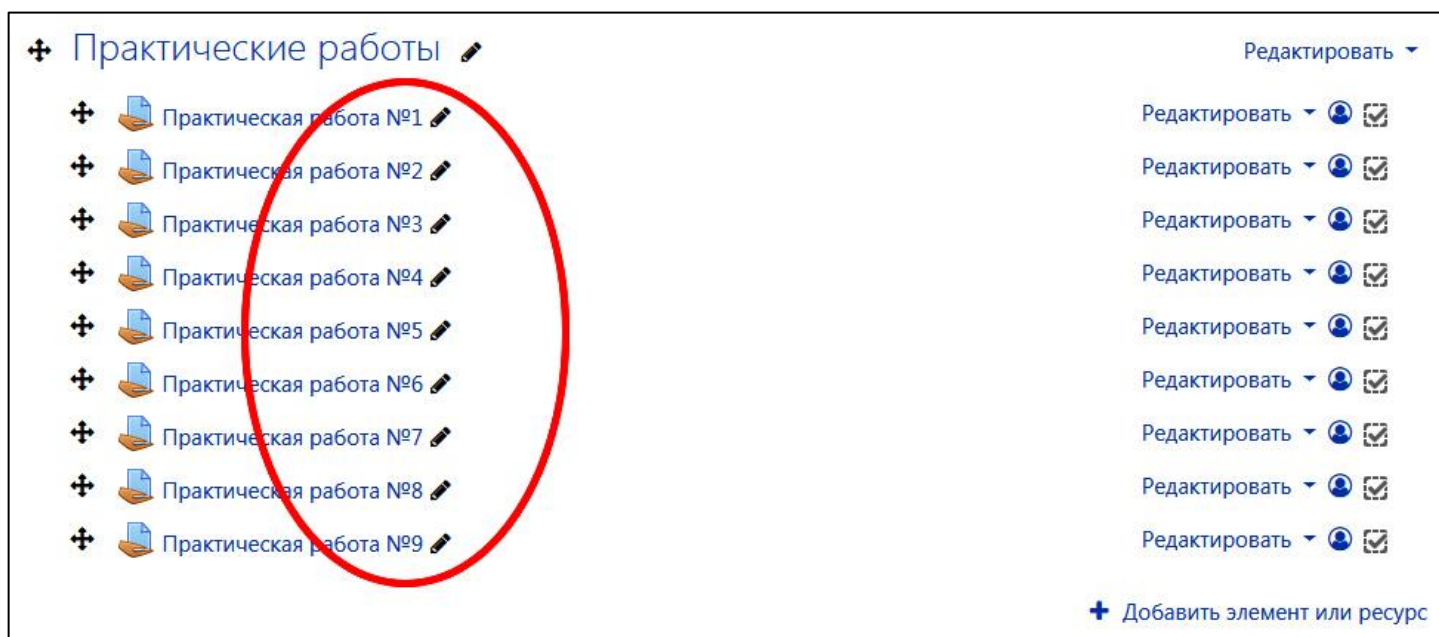 Практические работы Редактировать
Практическая работа №1 Редактировать
Практическая работа №2 Редактировать
Практическая работа №3 Редактировать
Практическая работа №4 Редактировать
Практическая работа №5 Редактировать
Практическая работа №6 Редактировать
Практическая работа №7 Редактировать
Практическая работа №8 Редактировать
Практическая работа №9 Редактировать
Добавить элемент или ресурс